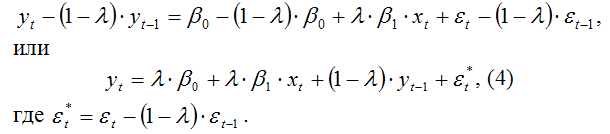 y_t − (1 − λ) · y_{t−1} = β_0 − (1 − λ) · β_0 + λ · β_1 · x_t + ε_t − (1 − λ) · ε_{t−1},
или
y_t = λ · β_0 + λ · β_1 · x_t + (1 − λ) · y_{t−1} + ε_t^*, (4)
где ε_t^* = ε_t − (1 − λ) · ε_{t−1} .